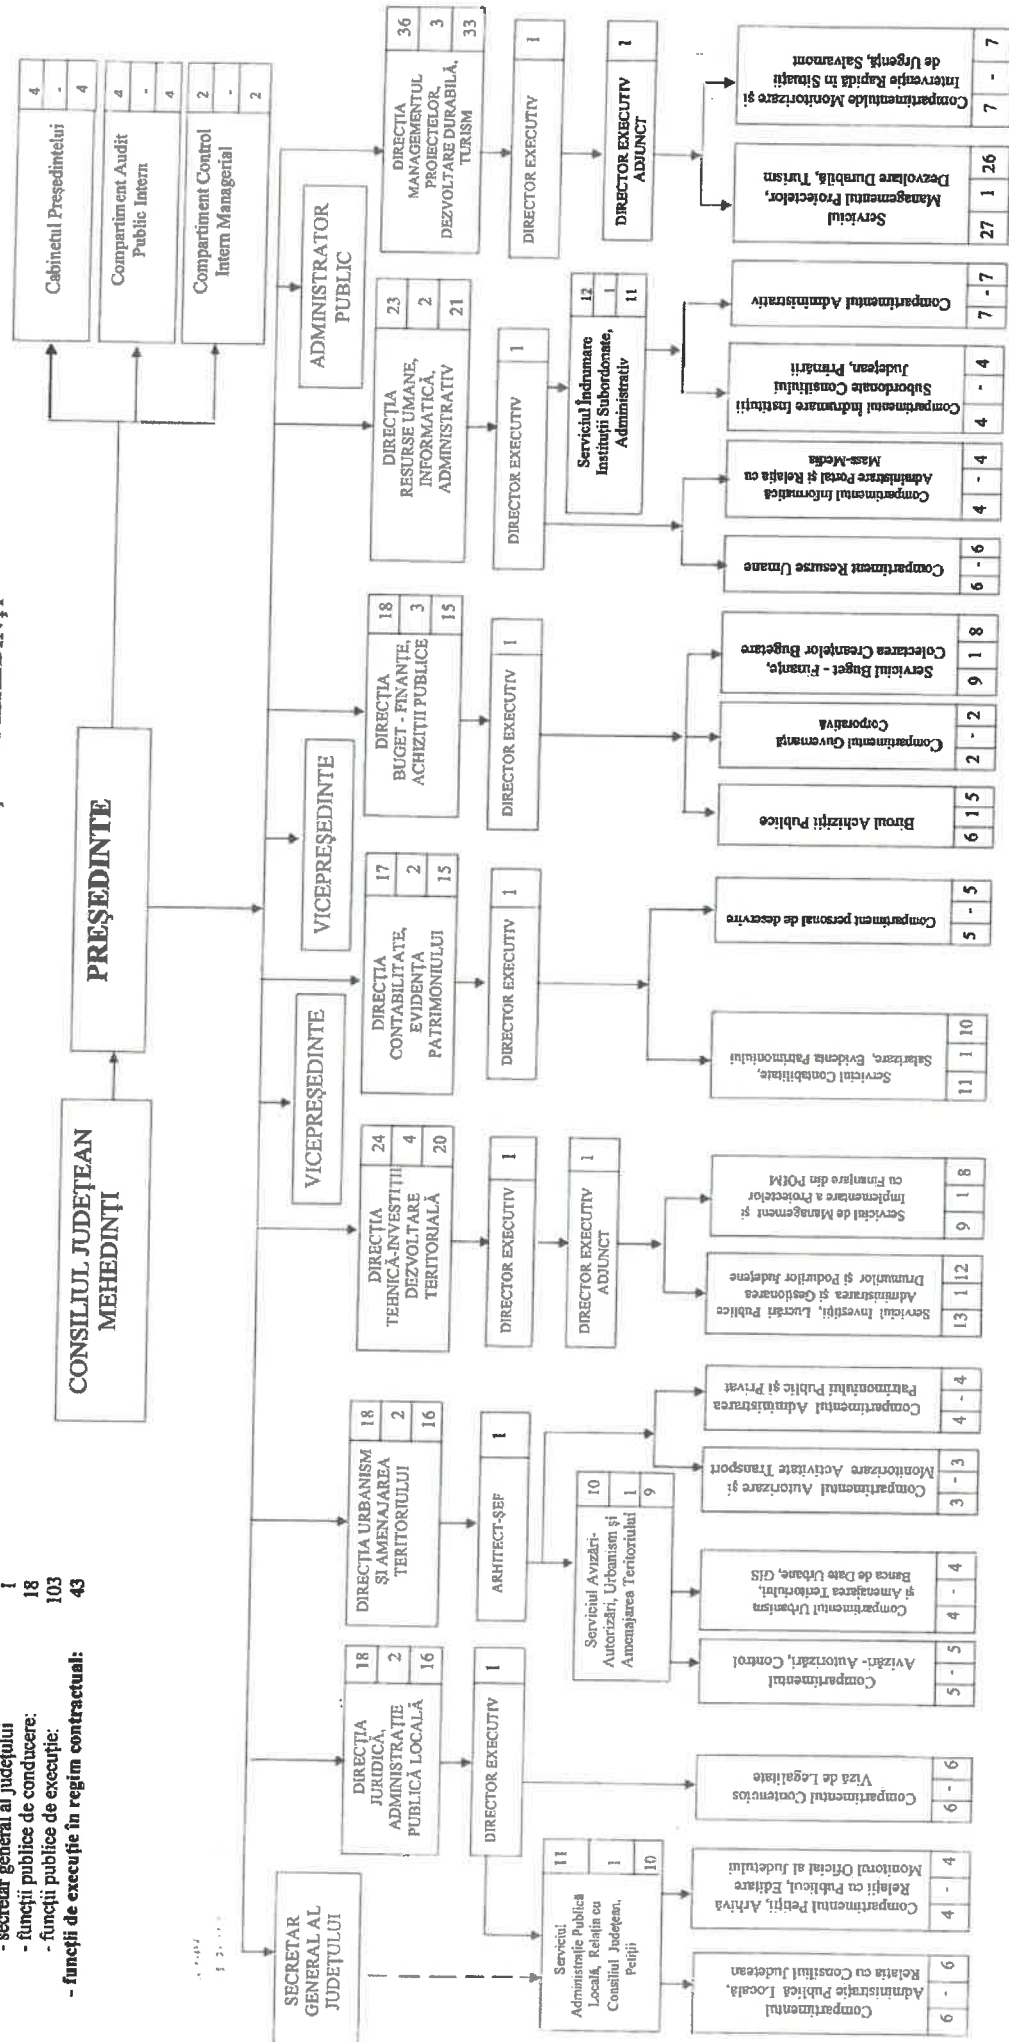 - secretar general al județului 1
- funcții publice de conducere: 18
- funcții publice de execuție: 103
- funcții de execuție în regim contractual: 43
CONSILIUL JUDEȚEAN
MEHEDINȚI
PREȘEDINTE
Cabinetul Președintelui
4
-
4
Compartiment Audit
Public Intern
4
-
4
Compartiment Control
Intern Managerial
2
-
2
SECRETAR
GENERAL AL
JUDEȚULUI
VICEPREȘEDINTE
VICEPREȘEDINTE
ADMINISTRATOR
PUBLIC
DIRECȚIA
JURIDICĂ,
ADMINISTRAȚIE
PUBLICĂ LOCALĂ
18
2
16
DIRECȚIA URBANISM
ȘI AMENAJAREA
TERITORIULUI
18
2
16
DIRECȚIA
TEHNICĂ-INVESTIȚII
DEZVOLTARE
TERITORIALĂ
24
4
20
DIRECȚIA
CONTABILITATE,
EVIDENȚA
PATRIMONIULUI
17
2
15
DIRECȚIA
BUGET - FINANȚE,
ACHIZIȚII PUBLICE
18
3
15
DIRECȚIA
RESURSE UMANE,
INFORMATICĂ,
ADMINISTRATIV
23
2
21
DIRECȚIA
MANAGEMENTUL
PROIECTELOR,
DEZVOLTARE DURABILĂ,
TURISM
36
3
33
DIRECTOR EXECUTIV 1
ARHITECT-ȘEF 1
DIRECTOR EXECUTIV 1
DIRECTOR EXECUTIV 1
DIRECTOR EXECUTIV 1
DIRECTOR EXECUTIV 1
DIRECTOR EXECUTIV 1
Serviciul
Administrație Publică
Locală, Relația cu
Consiliul Județean,
Petiții
11
1
10
Serviciul Avizări-
Autorizări, Urbanism și
Amenajarea Teritoriului
10
1
9
DIRECTOR EXECUTIV
ADJUNCT
1
Serviciul Îndrumare
Instituții Subordonate,
Administrativ
12
1
11
DIRECTOR EXECUTIV
ADJUNCT
1
Compartimentul
Administrație Publică Locală,
Relația cu Consiliul Județean
6 - 6
Compartimentul Petiții, Arhivă
Relații cu Publicul, Editare
Monitorul Oficial al Județului
4 - 4
Compartimentul Contencios
Viză de Legalitate
6 - 6
Compartimentul
Avizări- Autorizări, Control
5 - 5
Compartimentul Urbanism
și Amenajarea Teritoriului,
Banca de Date Urbane, GIS
4 - 4
Compartimentul Autorizare și
Monitorizare Activitate Transport
3 - 3
Compartimentul Administrarea
Patrimoniului Public și Privat
4 - 4
Serviciul Investiții, Lucrări Publice
Administrarea și Gestionarea
Drumurilor și Podurilor Județene
13 1 12
Serviciul de Management și
Implementare a Proiectelor
cu Finanțare din POIM
9 1 8
Serviciul Contabilitate,
Salarizare, Evidența Patrimoniului
11 1 10
Compartiment personal de deservire
5 - 5
Biroul Achiziții Publice
6 1 5
Compartimentul Guvernanță
Corporativă
2 - 2
Serviciul Buget - Finanțe,
Colectarea Creanțelor Bugetare
9 1 8
Compartiment Resurse Umane
6 - 6
Compartimentul Informatică
Administrare Portal și Relația cu
Mass-Media
4 - 4
Compartimentul Îndrumare Instituții
Subordonate Consiliului
Județean, Primării
4 - 4
Compartimentul Administrativ
7 - 7
Serviciul
Managementul Proiectelor,
Dezvoltare Durabilă, Turism
27 1 26
Compartimentulde Monitorizare și
Intervenție Rapidă în Situații
de Urgență, Salvamont
7 - 7